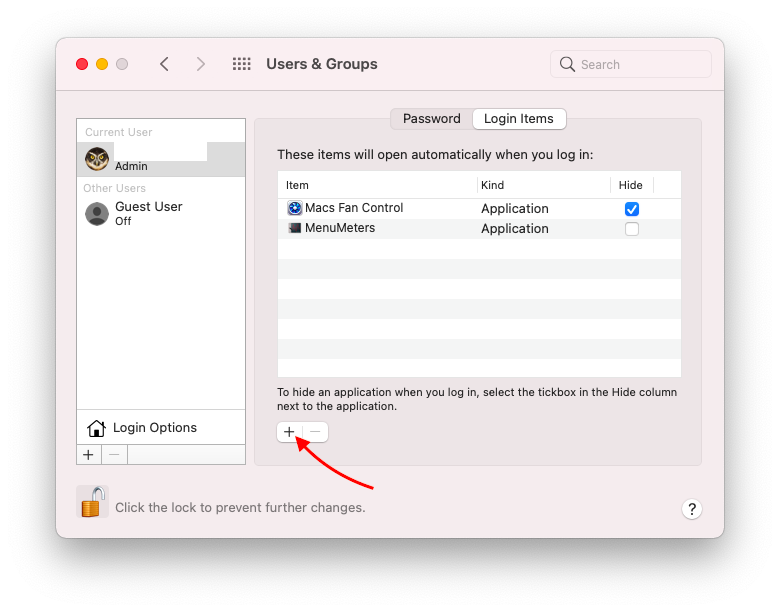 Users & Groups
Search
Current User
Admin
Other Users
Guest User
Off
Login Options
Password
Login Items
These items will open automatically when you log in:
Item Kind Hide
Macs Fan Control Application
MenuMeters Application
To hide an application when you log in, select the tickbox in the Hide column
next to the application.
Click the lock to prevent further changes.
?